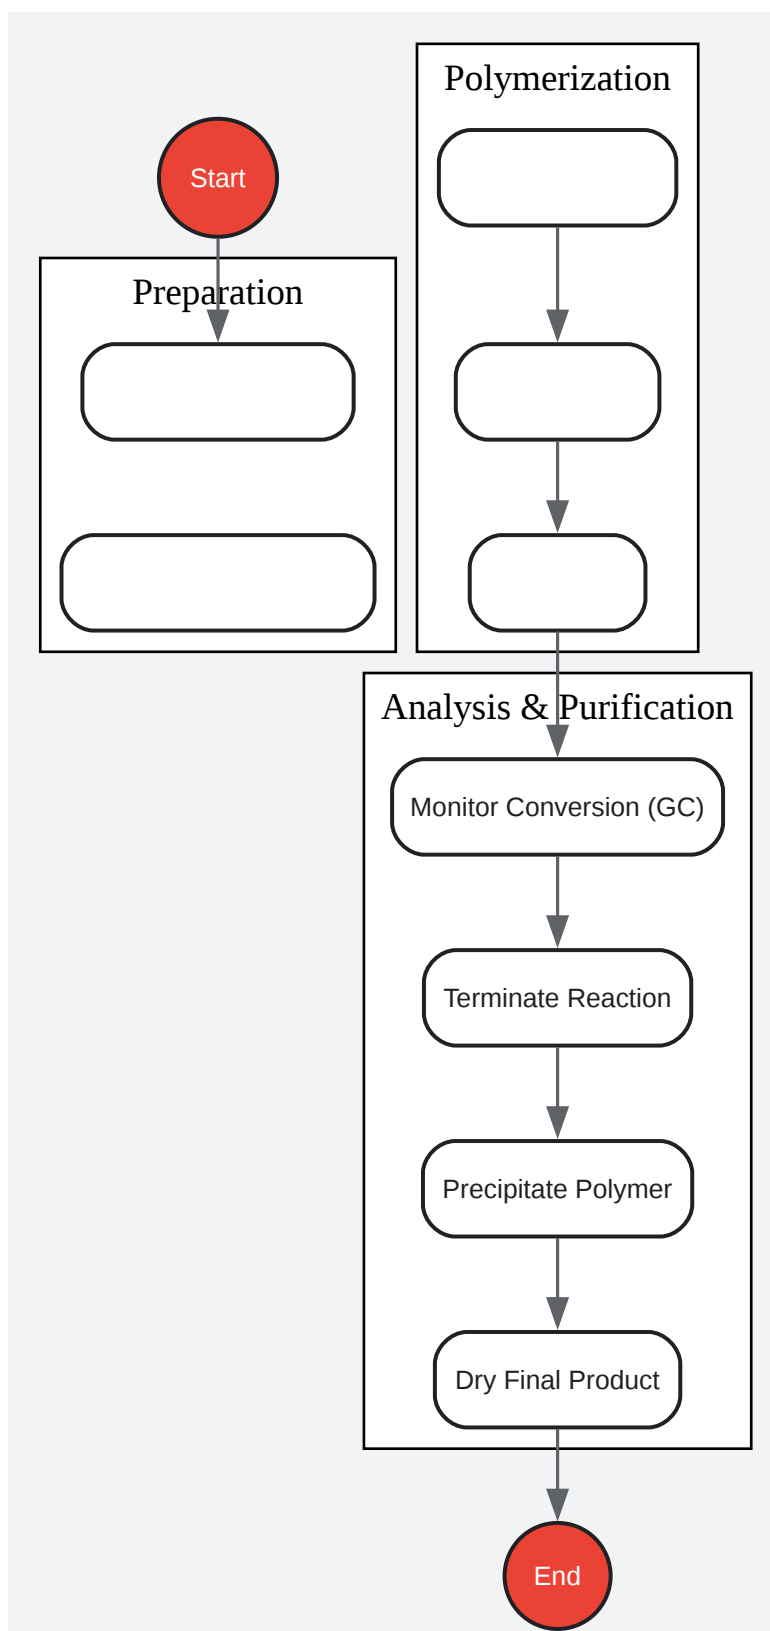 Polymerization
Start
Preparation
Analysis & Purification
Monitor Conversion (GC)
Terminate Reaction
Precipitate Polymer
Dry Final Product
End